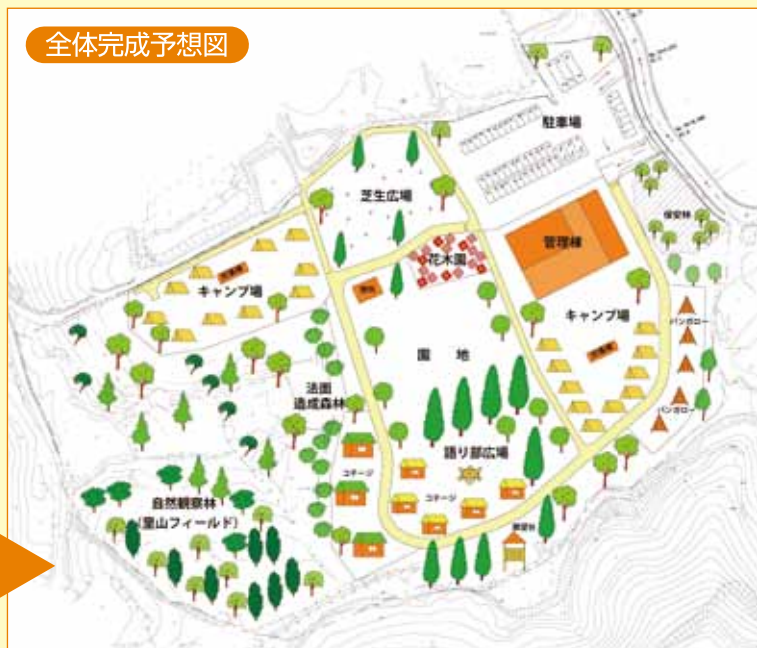 全体完成予想図
駐車場
芝生広場
保安林
管理棟
花木園
キャンプ場
キャンプ場
バンガロー
園地
法面
造成森林
バンガロー
語り部広場
コテージ
コテージ
自然観察林
(里山フィールド)
展望台